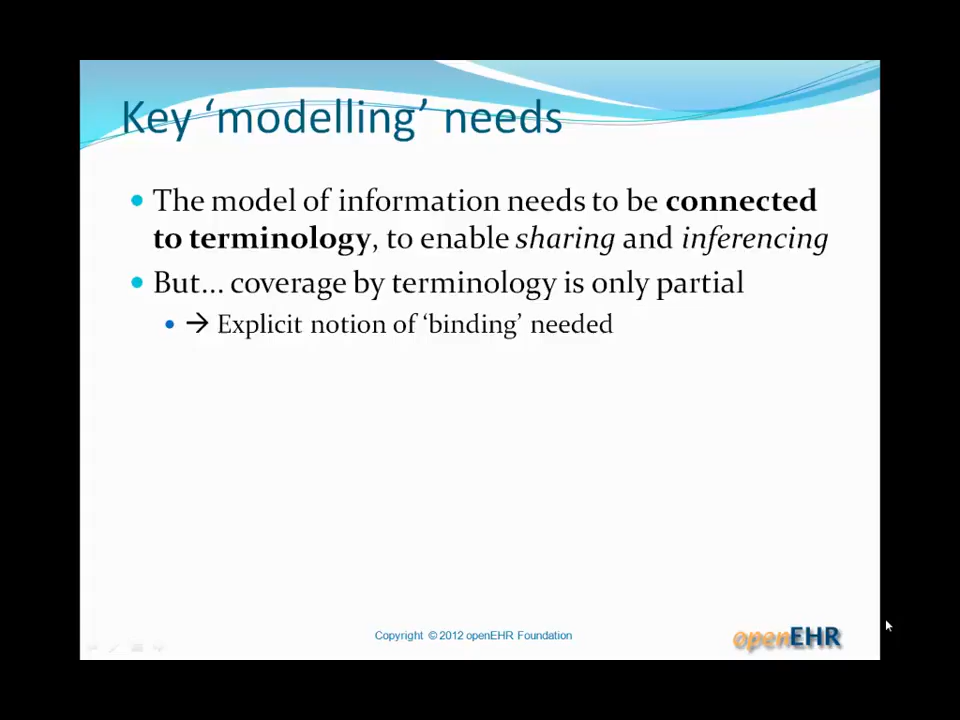 Key ‘modelling’ needs
The model of information needs to be connected
to terminology, to enable sharing and inferencing
But... coverage by terminology is only partial
→ Explicit notion of ‘binding’ needed
Copyright © 2012 openEHR Foundation
openEHR